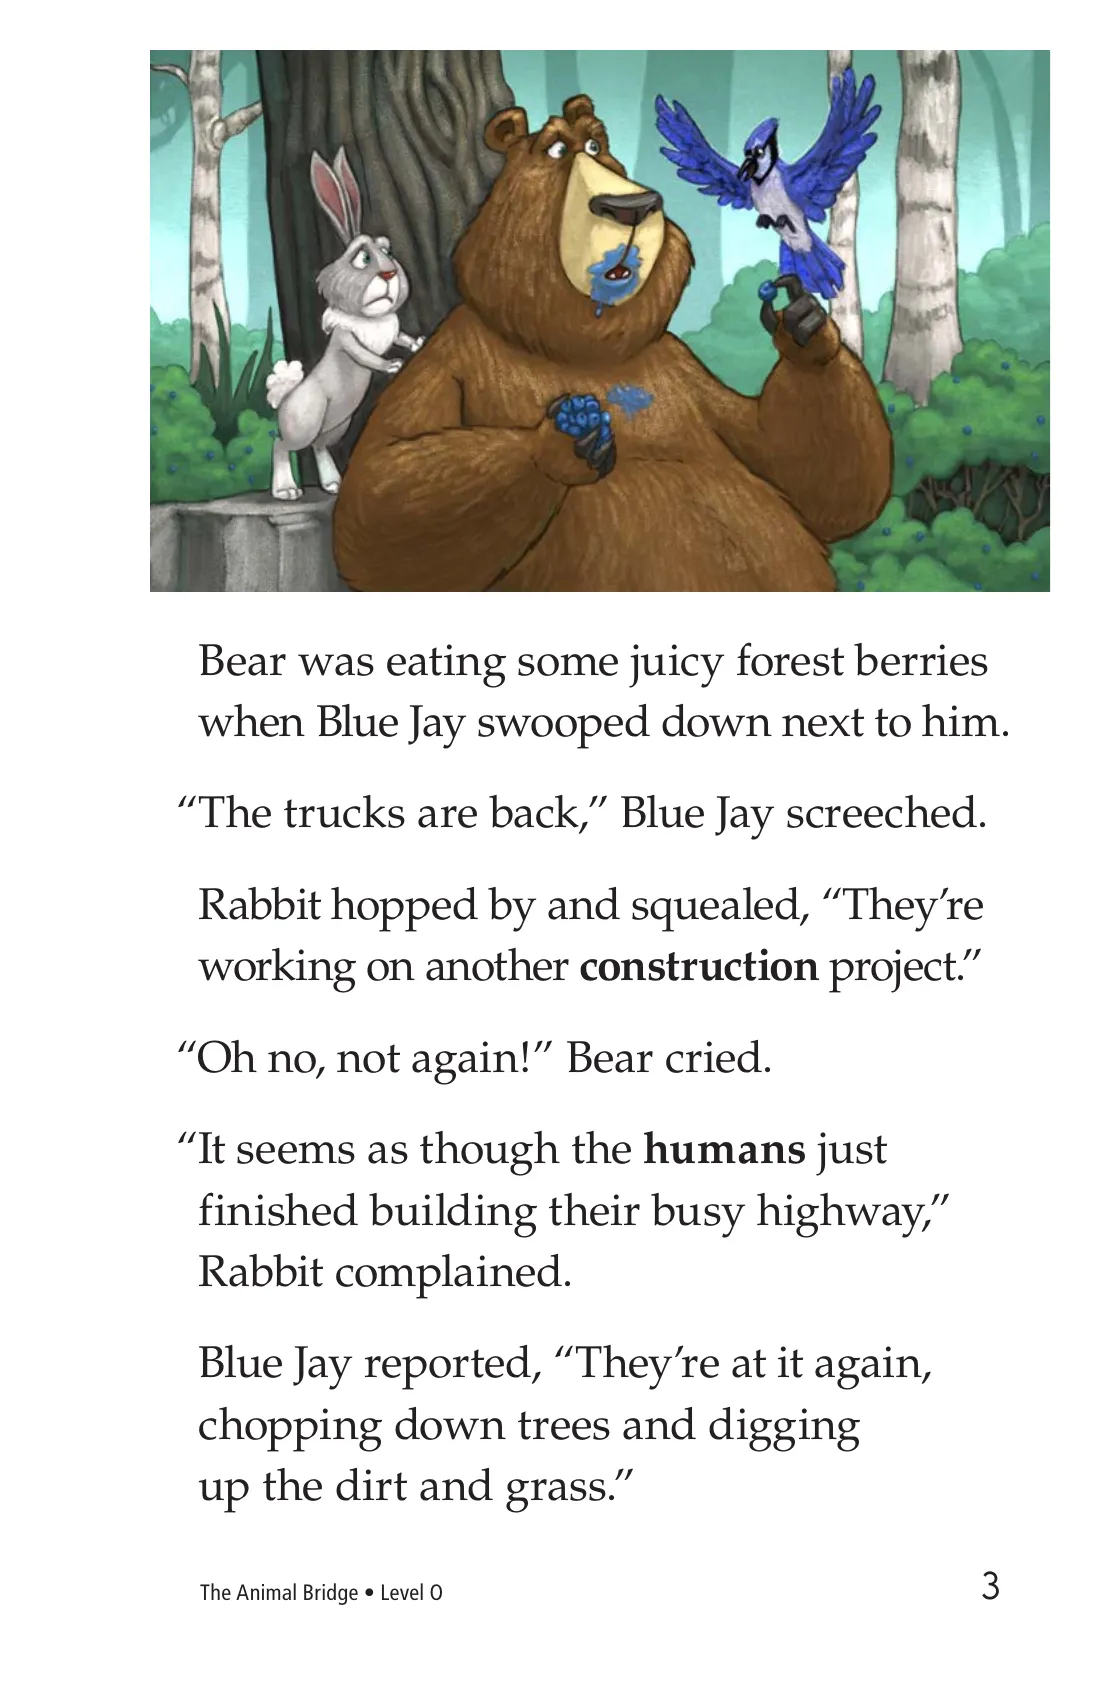 Bear was eating some juicy forest berries
when Blue Jay swooped down next to him.
“The trucks are back,” Blue Jay screeched.
Rabbit hopped by and squealed, “They’re
working on another construction project.”
“Oh no, not again!” Bear cried.
“It seems as though the humans just
finished building their busy highway,”
Rabbit complained.
Blue Jay reported, “They’re at it again,
chopping down trees and digging
up the dirt and grass.”
The Animal Bridge • Level O
3